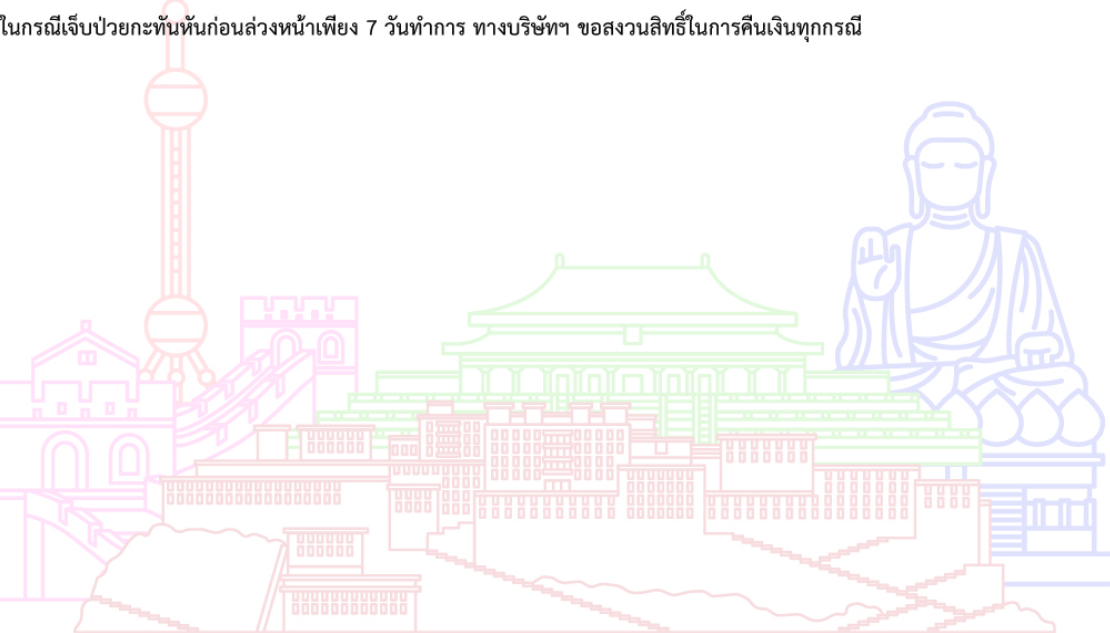 ในกรณีเจ็บป่วยกะทันหันก่อนล่วงหน้าเพียง 7 วันทำการ ทางบริษัทฯ ขอสงวนสิทธิ์ในการคืนเงินทุกกรณี